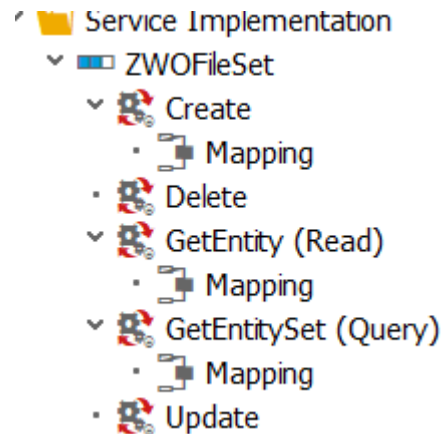 Service Implementation
ZWOFileSet
Create
Mapping
Delete
GetEntity (Read)
Mapping
GetEntitySet (Query)
Mapping
Update